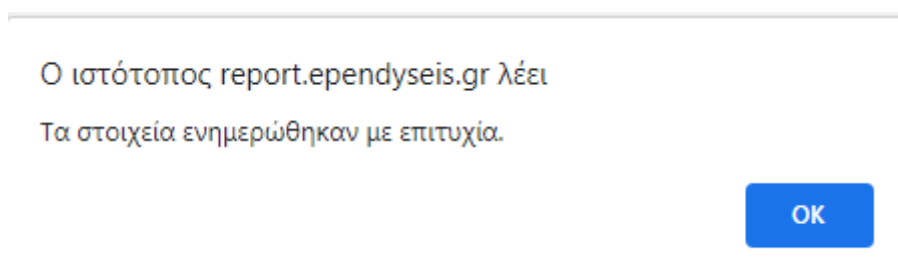 Ο ιστότοπος report.ependyseis.gr λέει
Τα στοιχεία ενημερώθηκαν με επιτυχία.
OK